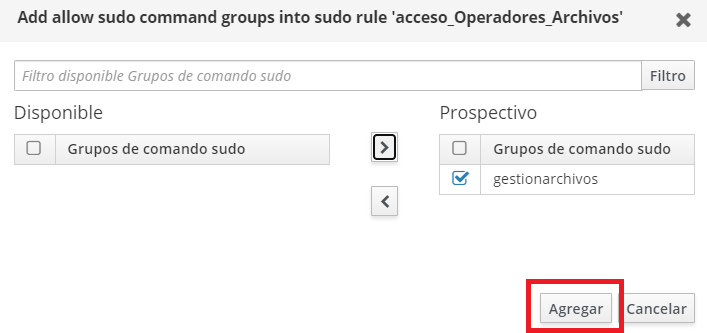 Add allow sudo command groups into sudo rule 'acceso_Operadores_Archivos'
Filtro disponible Grupos de comando sudo
Filtro
Disponible
Prospectivo
Grupos de comando sudo
Grupos de comando sudo
gestionarchivos
Agregar
Cancelar